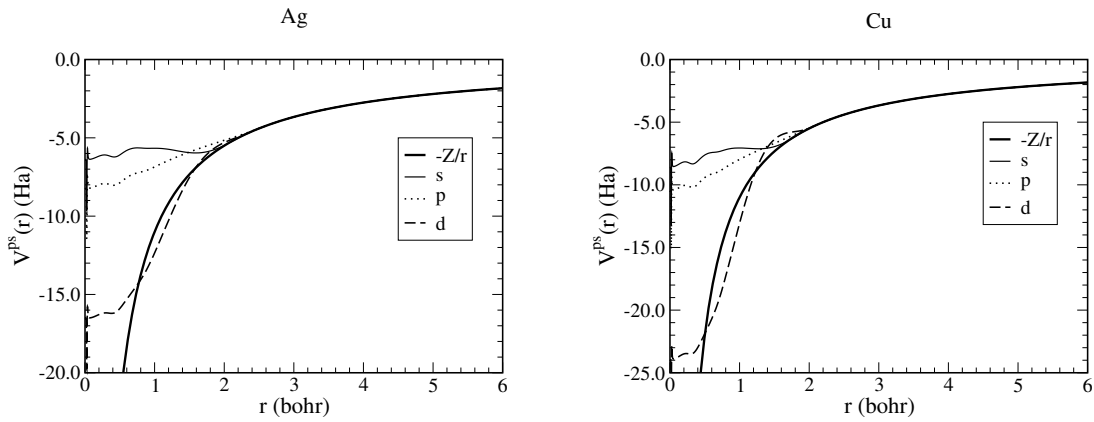 Ag
0.0
-5.0
-10.0
-15.0
-20.0
V^ps(r) (Ha)
-Z/r
s
p
d
0 1 2 3 4 5 6
r (bohr)
Cu
0.0
-5.0
-10.0
-15.0
-20.0
-25.0
V^ps(r) (Ha)
-Z/r
s
p
d
0 1 2 3 4 5 6
r (bohr)